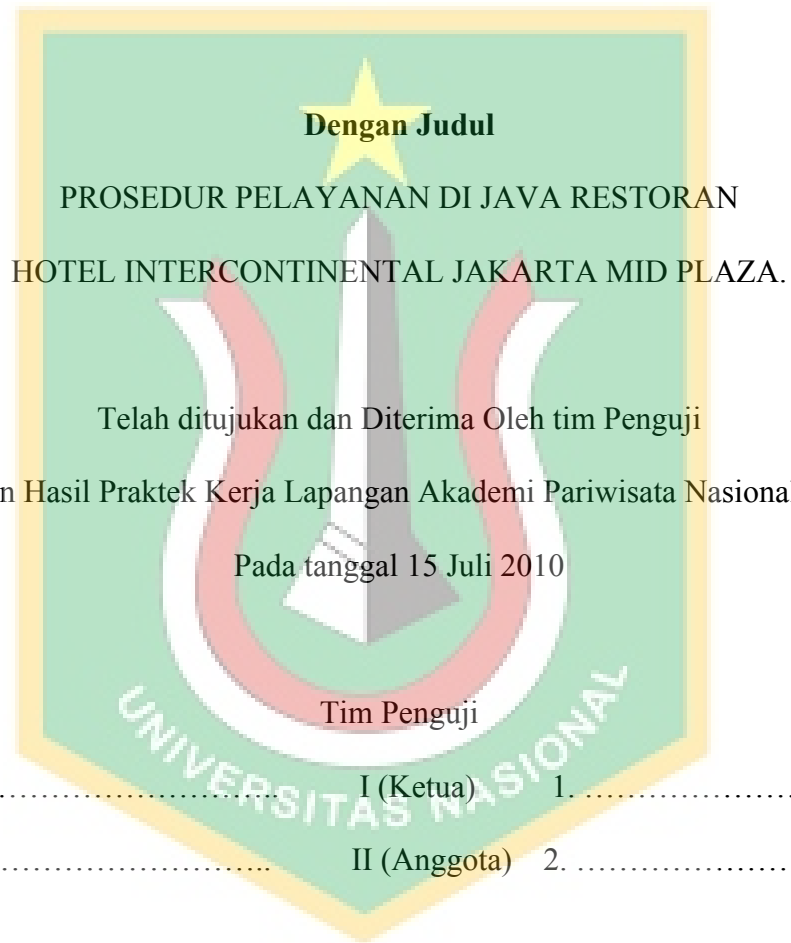 Dengan Judul
PROSEDUR PELAYANAN DI JAVA RESTORAN
HOTEL INTERCONTINENTAL JAKARTA MID PLAZA.
Telah ditujukan dan Diterima Oleh tim Penguji
n Hasil Praktek Kerja Lapangan Akademi Pariwisata Nasional
Pada tanggal 15 Juli 2010
Tim Penguji
…………………….. I (Ketua) 1. …………………
…………………….. II (Anggota) 2. …………………
UNIVERSITAS NASIONAL